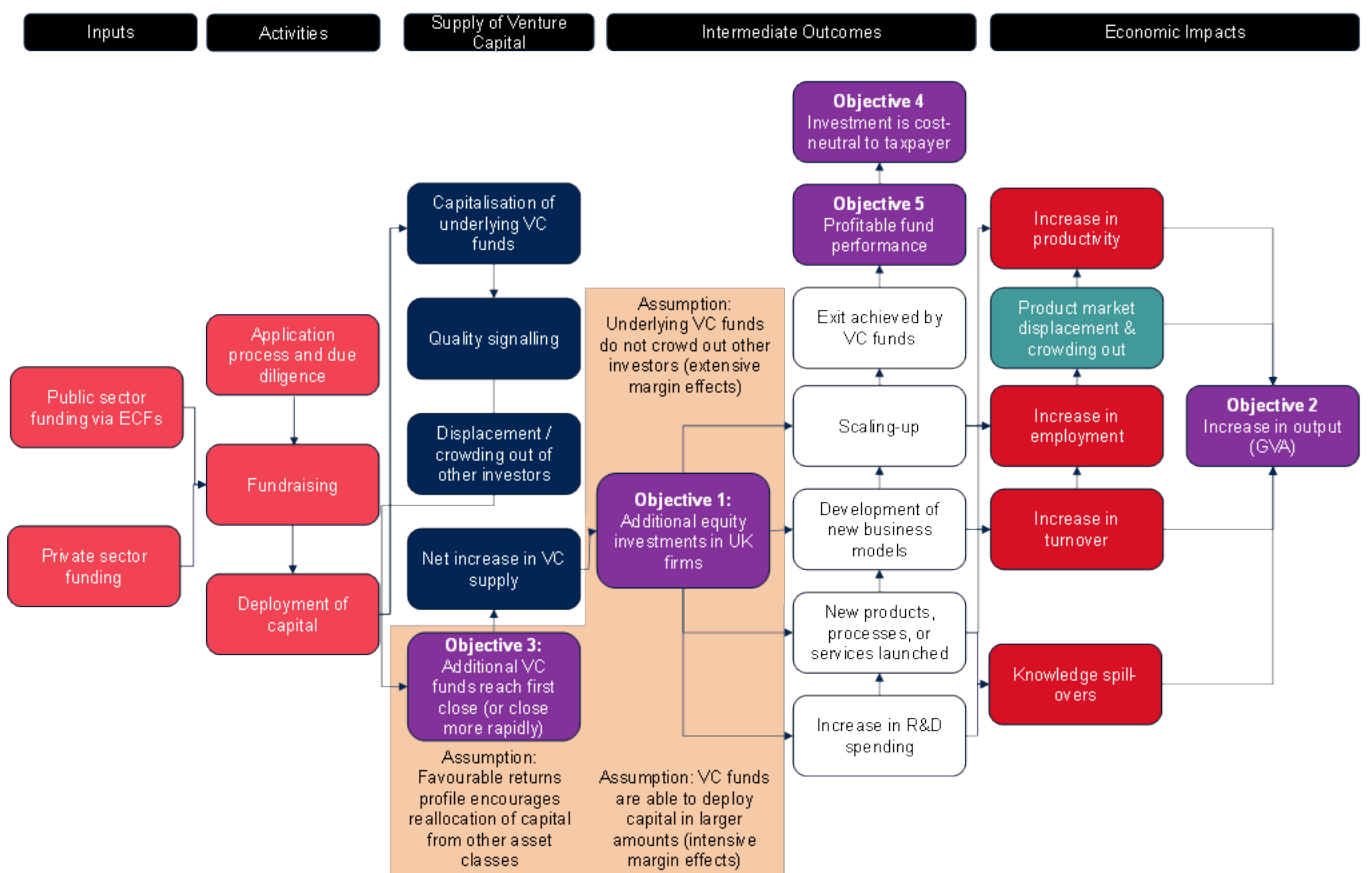 Inputs
Activities
Supply of Venture
Capital
Intermediate Outcomes
Economic Impacts
Public sector
funding via ECFs
Private sector
funding
Application
process and due
diligence
Fundraising
Deployment of
capital
Capitalisation of
underlying VC
funds
Quality signalling
Displacement /
crowding out of
other investors
Net increase in VC
supply
Objective 3:
Additional VC
funds reach first
close (or close
more rapidly)
Assumption:
Favourable returns
profile encourages
reallocation of capital
from other asset
classes
Assumption:
Underlying VC funds
do not crowd out other
investors (extensive
margin effects)
Objective 1:
Additional equity
investments in UK
firms
Assumption: VC funds
are able to deploy
capital in larger
amounts (intensive
margin effects)
Objective 4
Investment is cost-
neutral to taxpayer
Objective 5
Profitable fund
performance
Exit achieved by
VC funds
Scaling-up
Development of
new business
models
New products,
processes, or
services launched
Increase in R&D
spending
Increase in
productivity
Product market
displacement &
crowding out
Increase in
employment
Increase in
turnover
Knowledge spill-
overs
Objective 2
Increase in output
(GVA)